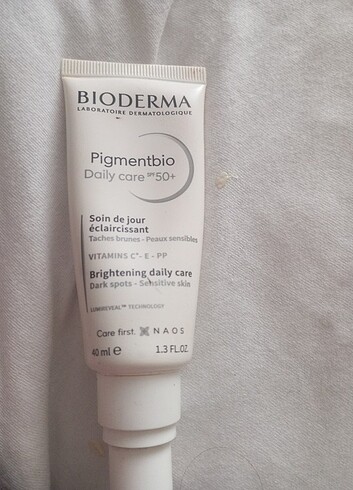 BIODERMA
LABORATOIRE DERMATOLOGIQUE
Pigmentbio
Daily care SPF50+
Soin de jour
éclaircissant
Taches brunes - Peaux sensibles
VITAMINS C* - E - PP
Brightening daily care
Dark spots - Sensitive skin
LUMIREVEAL™ TECHNOLOGY
Care first. NAOS
40 ml e 1.3 FL.OZ.